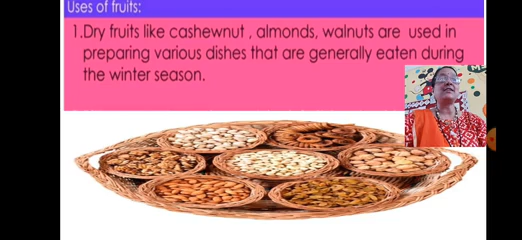 Uses of fruits:
1.Dry fruits like cashewnut , almonds, walnuts are used in
preparing various dishes that are generally eaten during
the winter season.